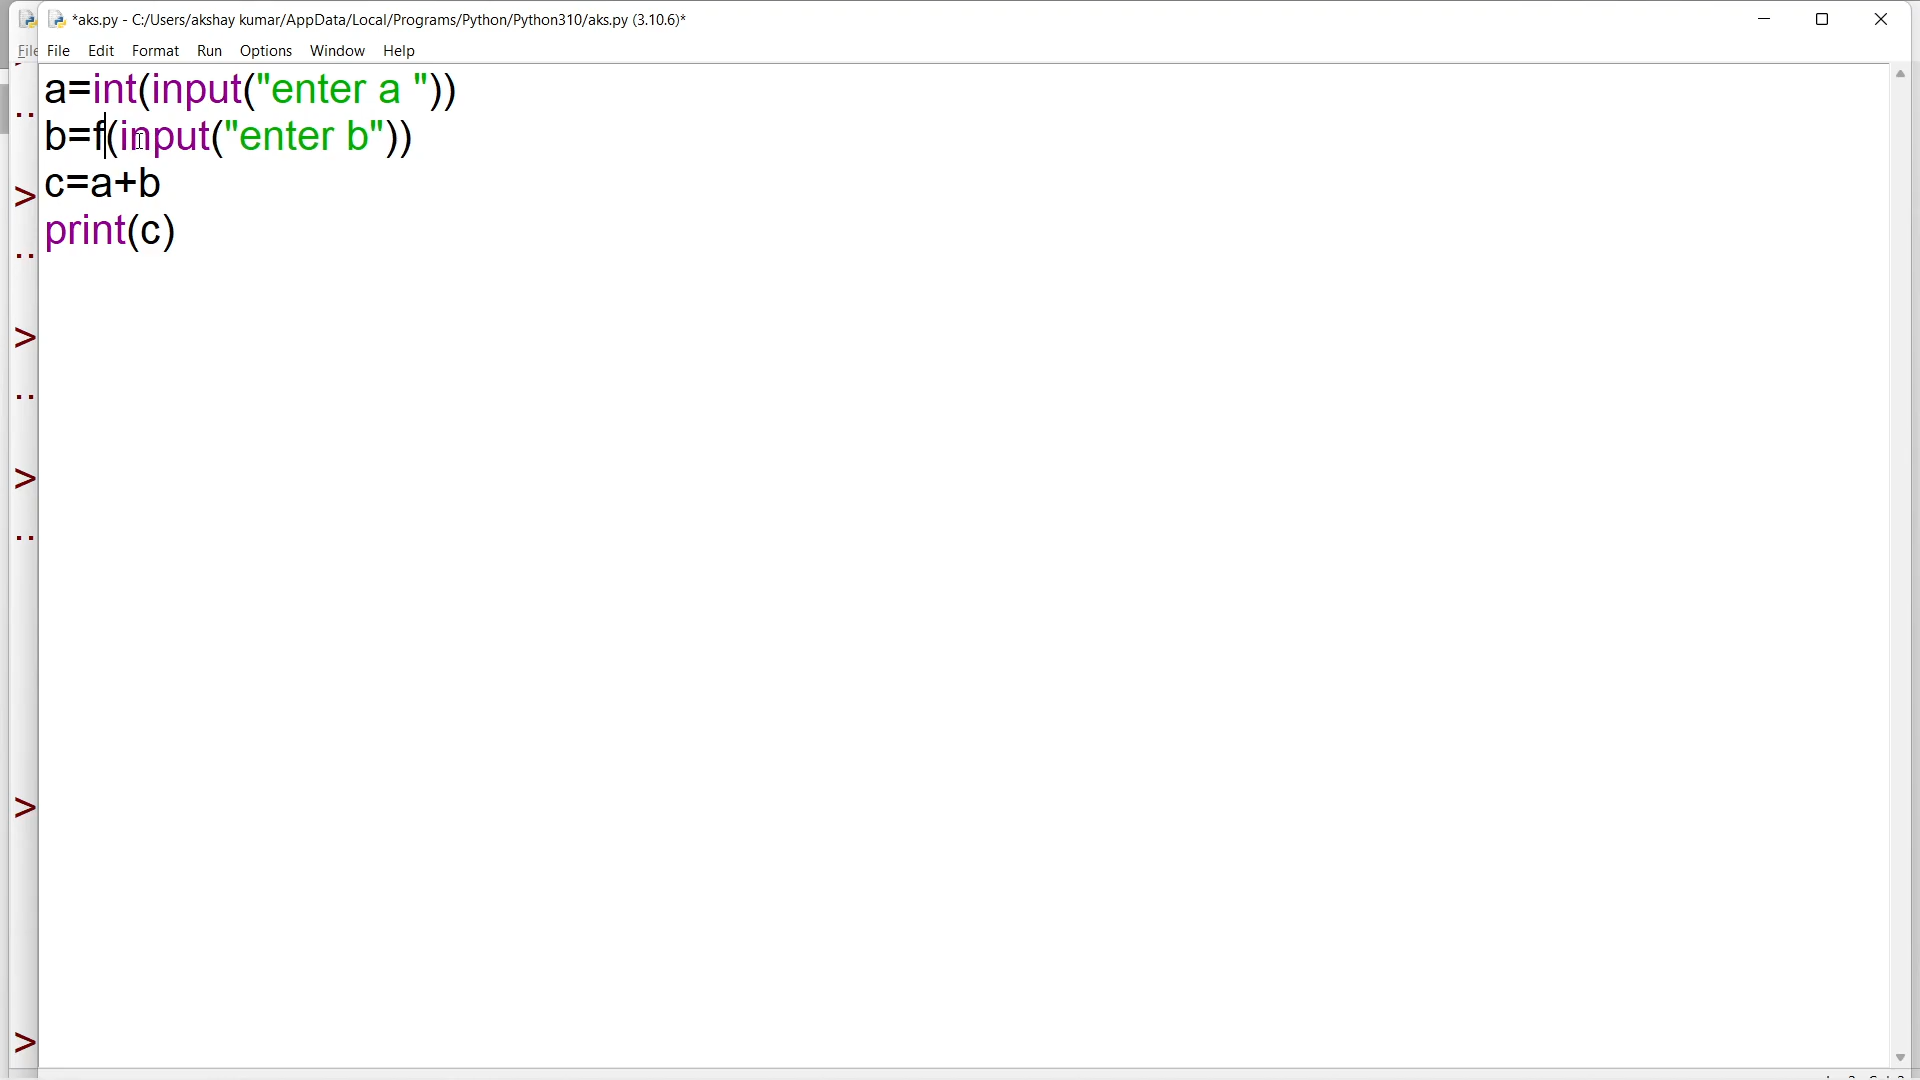 *aks.py - C:/Users/akshay kumar/AppData/Local/Programs/Python/Python310/aks.py (3.10.6)*
File File Edit Format Run Options Window Help
a=int(input("enter a "))
b=f(input("enter b"))
c=a+b
print(c)